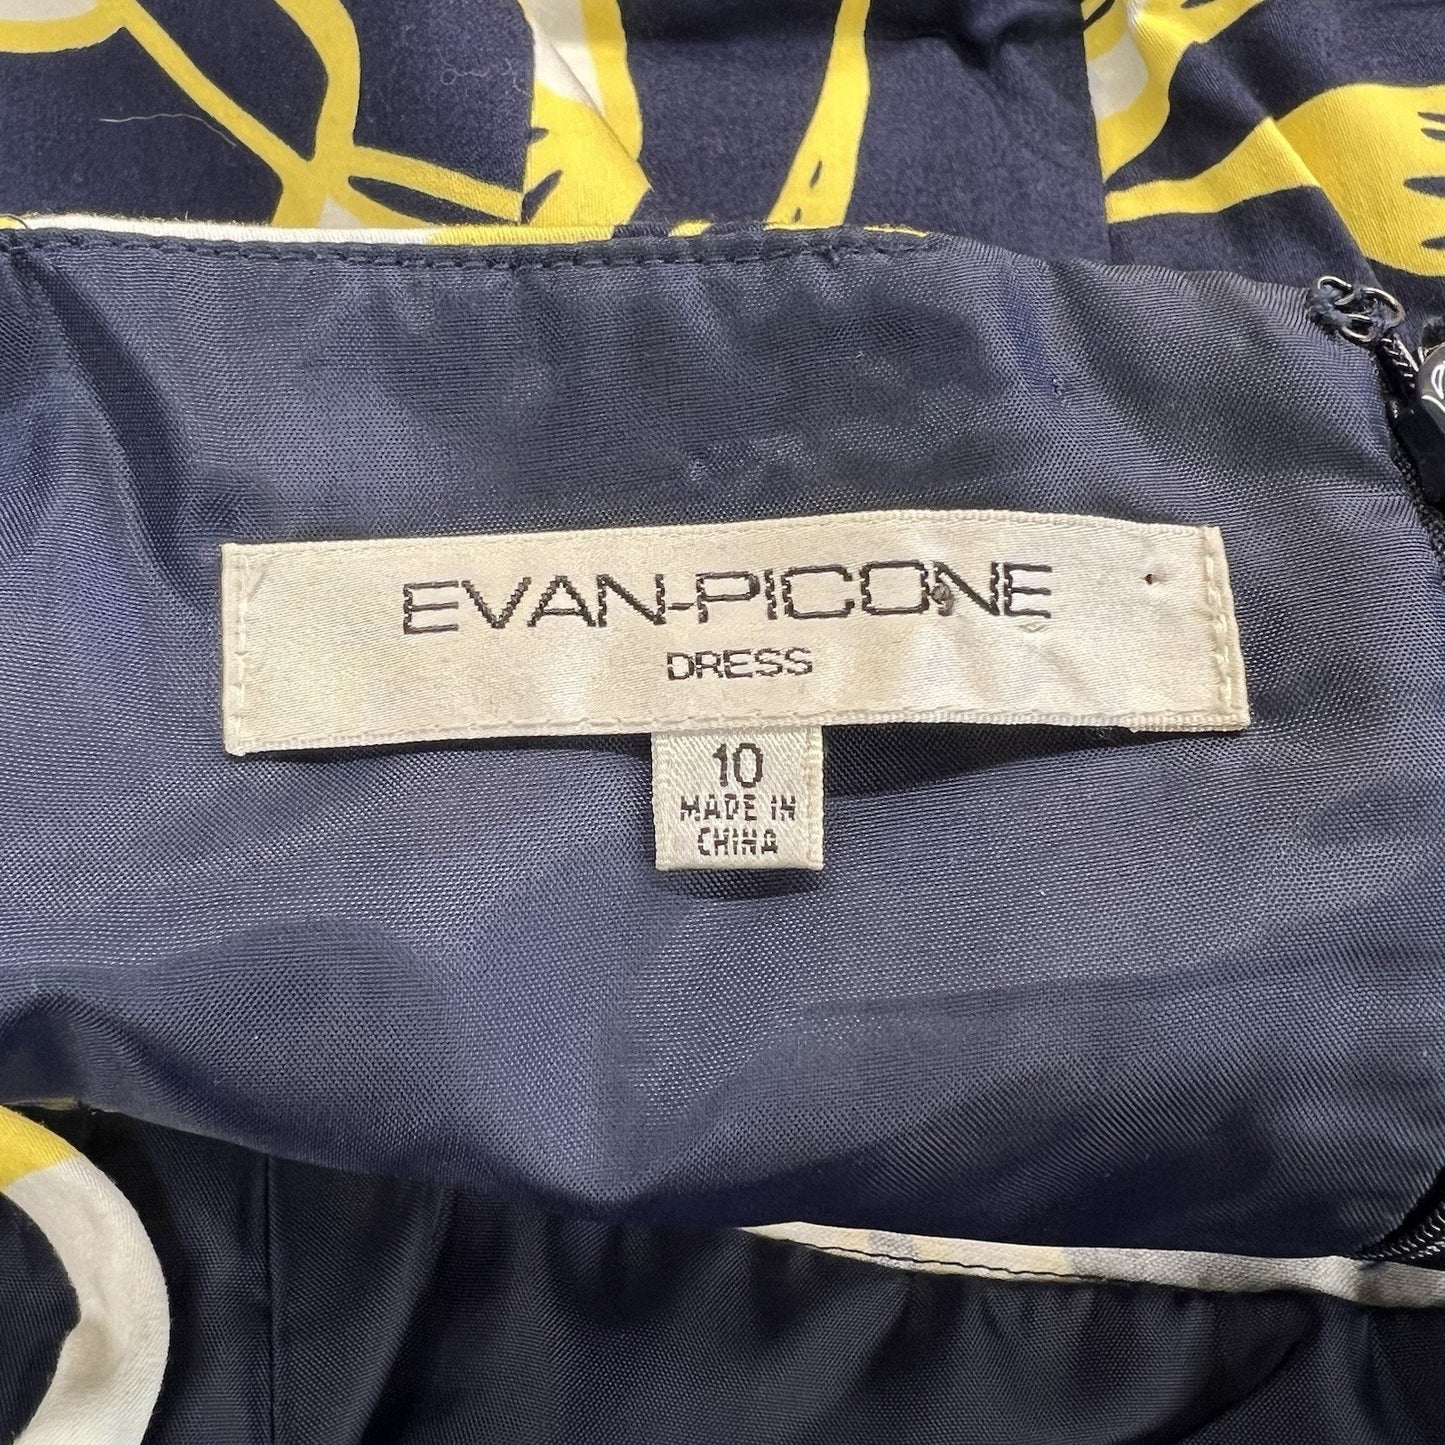 EVAN-PICONE
DRESS
10
MADE IN
CHINA